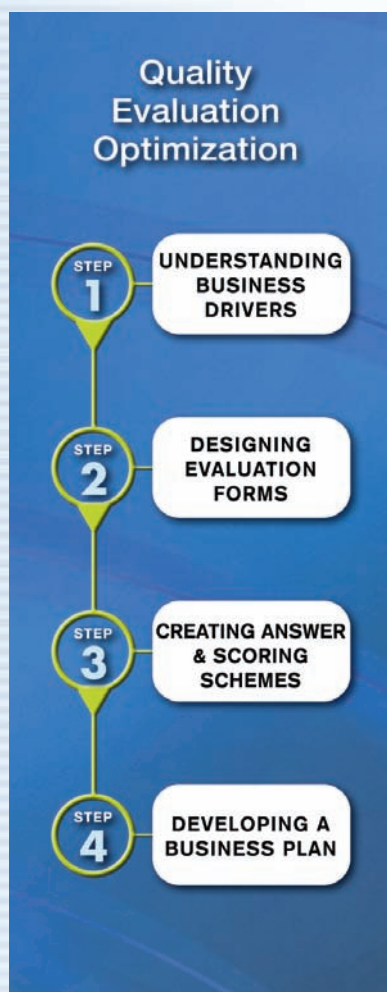 Quality
Evaluation
Optimization
STEP
1
UNDERSTANDING
BUSINESS
DRIVERS
STEP
2
DESIGNING
EVALUATION
FORMS
STEP
3
CREATING ANSWER
& SCORING
SCHEMES
STEP
4
DEVELOPING A
BUSINESS PLAN